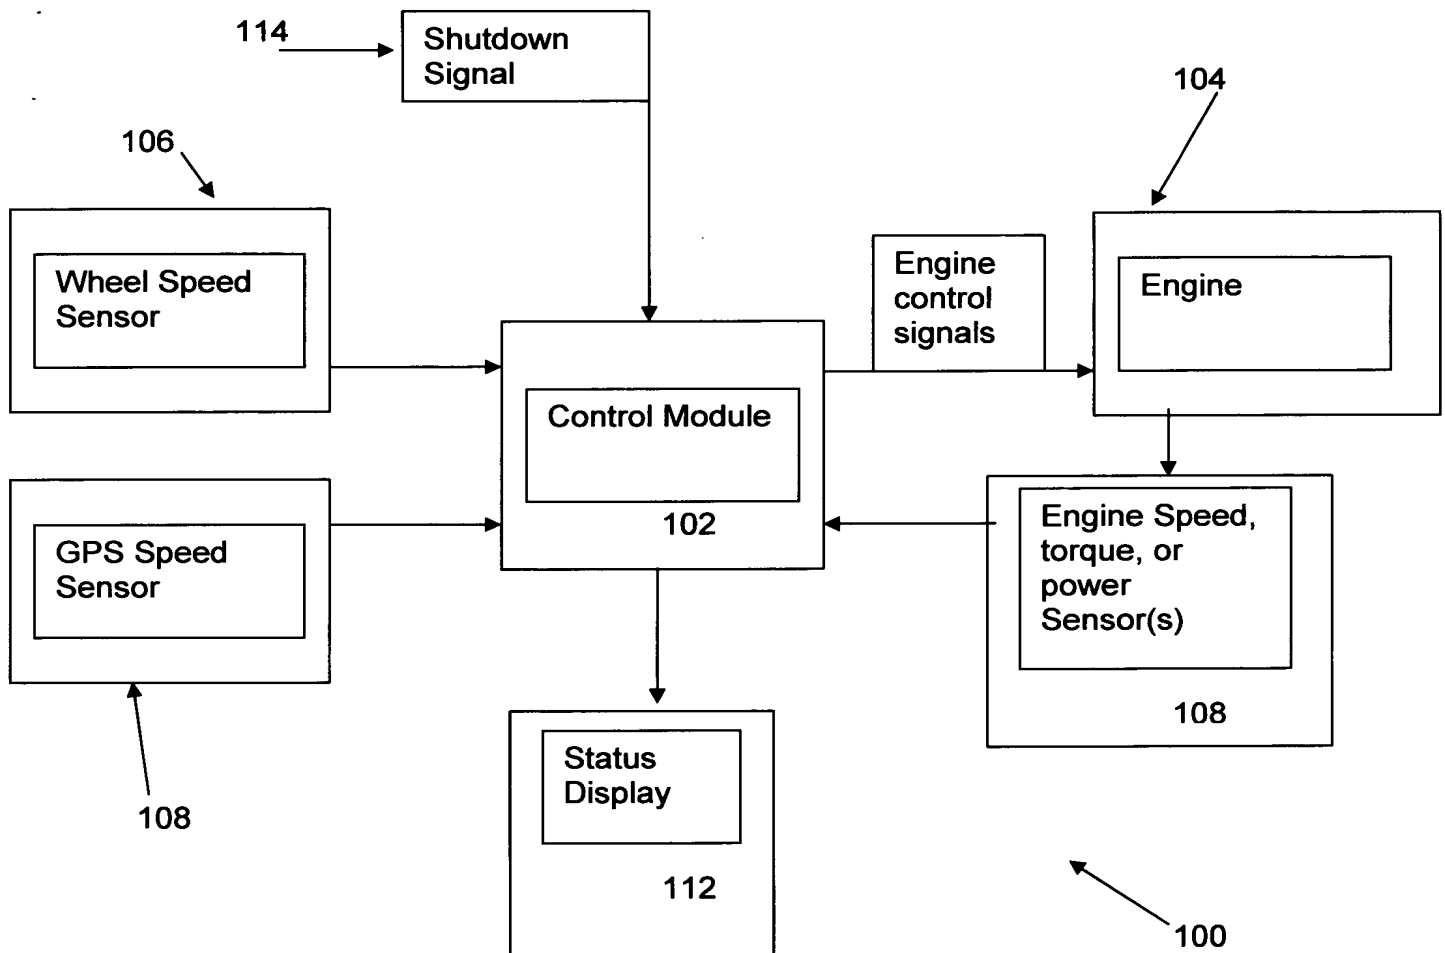 114
Shutdown
Signal
104
106
Wheel Speed
Sensor
Engine
control
signals
Engine
Control Module
102
GPS Speed
Sensor
Engine Speed,
torque, or
power
Sensor(s)
108
108
Status
Display
112
100